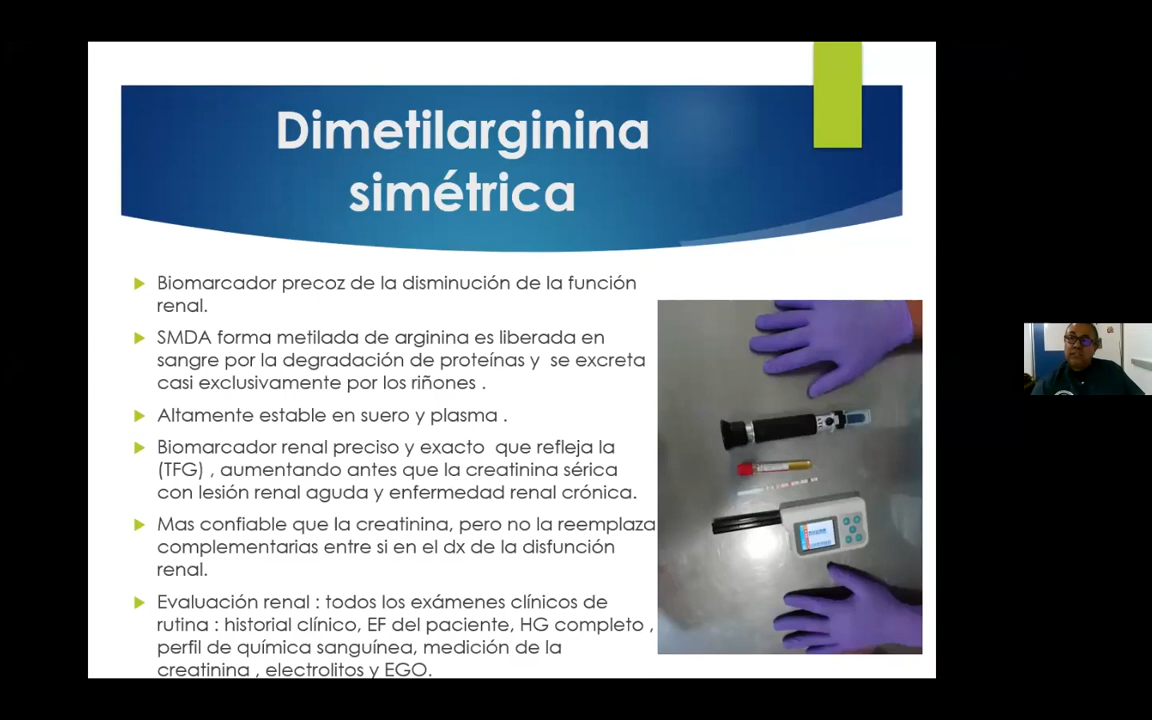 Dimetilarginina
simétrica
Biomarcador precoz de la disminución de la función
renal.
SMDA forma metilada de arginina es liberada en
sangre por la degradación de proteínas y se excreta
casi exclusivamente por los riñones .
Altamente estable en suero y plasma .
Biomarcador renal preciso y exacto que refleja la
(TFG) , aumentando antes que la creatinina sérica
con lesión renal aguda y enfermedad renal crónica.
Mas confiable que la creatinina, pero no la reemplaza
complementarias entre si en el dx de la disfunción
renal.
Evaluación renal : todos los exámenes clínicos de
rutina : historial clínico, EF del paciente, HG completo ,
perfil de química sanguínea, medición de la
creatinina , electrolitos y EGO.